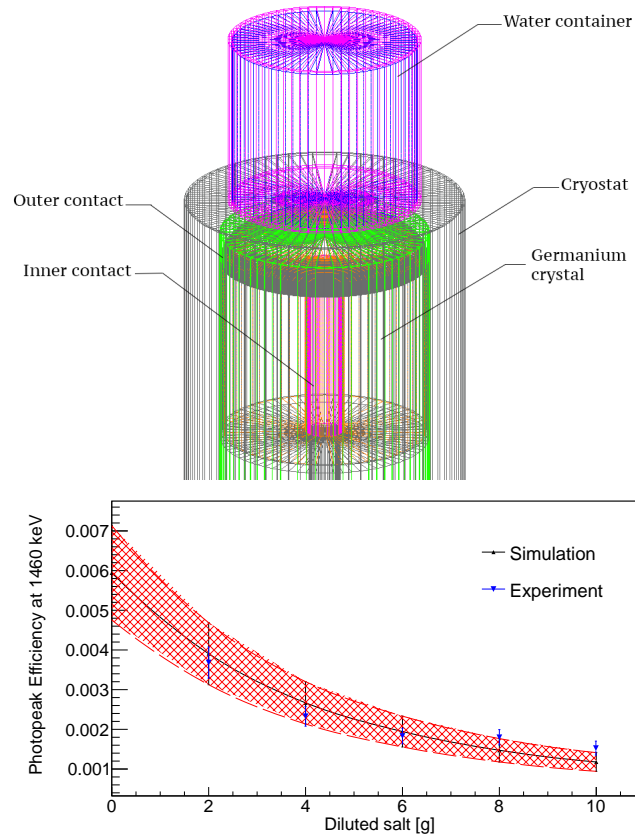 Water container
Cryostat
Outer contact
Germanium
crystal
Inner contact
Photopeak Efficiency at 1460 keV
0.007
0.006
0.005
0.004
0.003
0.002
0.001
Simulation
Experiment
0
2
4
6
8
10
Diluted salt [g]